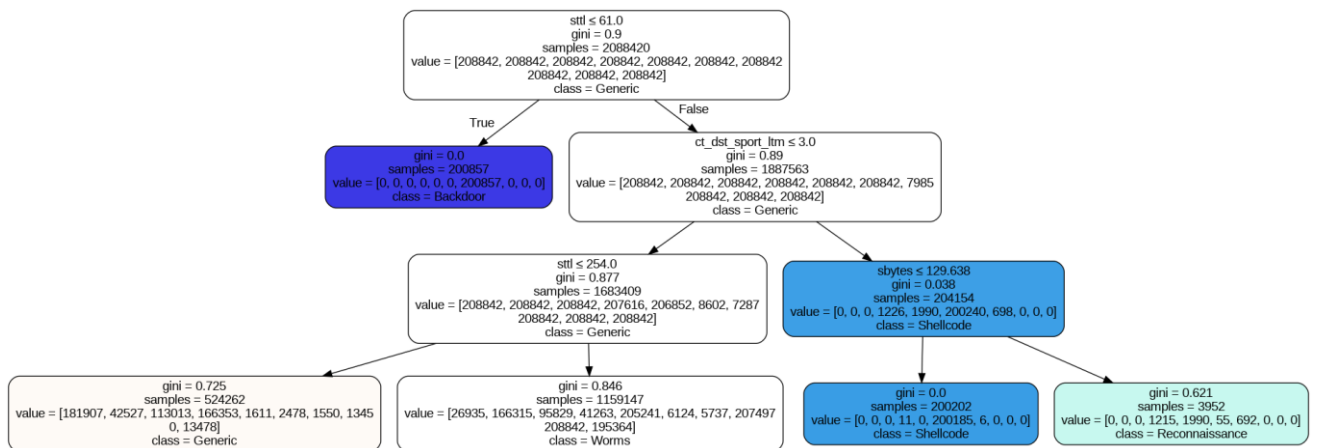 sttl ≤ 61.0
gini = 0.9
samples = 2088420
value = [208842, 208842, 208842, 208842, 208842, 208842, 208842
208842, 208842, 208842]
class = Generic
True
False
gini = 0.0
samples = 200857
value = [0, 0, 0, 0, 0, 0, 200857, 0, 0, 0]
class = Backdoor
ct_dst_sport_ltm ≤ 3.0
gini = 0.89
samples = 1887563
value = [208842, 208842, 208842, 208842, 208842, 208842, 7985
208842, 208842, 208842]
class = Generic
sttl ≤ 254.0
gini = 0.877
samples = 1683409
value = [208842, 208842, 208842, 207616, 206852, 8602, 7287
208842, 208842, 208842]
class = Generic
sbytes ≤ 129.638
gini = 0.038
samples = 204154
value = [0, 0, 0, 1226, 1990, 200240, 698, 0, 0, 0]
class = Shellcode
gini = 0.725
samples = 524262
value = [181907, 42527, 113013, 166353, 1611, 2478, 1550, 1345
0, 13478]
class = Generic
gini = 0.846
samples = 1159147
value = [26935, 166315, 95829, 41263, 205241, 6124, 5737, 207497
208842, 195364]
class = Worms
gini = 0.0
samples = 200202
value = [0, 0, 0, 11, 0, 200185, 6, 0, 0, 0]
class = Shellcode
gini = 0.621
samples = 3952
value = [0, 0, 0, 1215, 1990, 55, 692, 0, 0, 0]
class = Reconnaissance